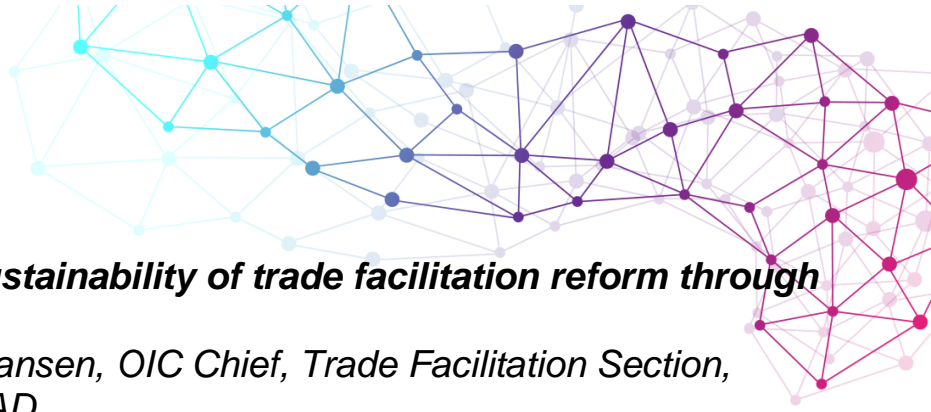 ustainability of trade facilitation reform through
ansen, OIC Chief, Trade Facilitation Section,
AD